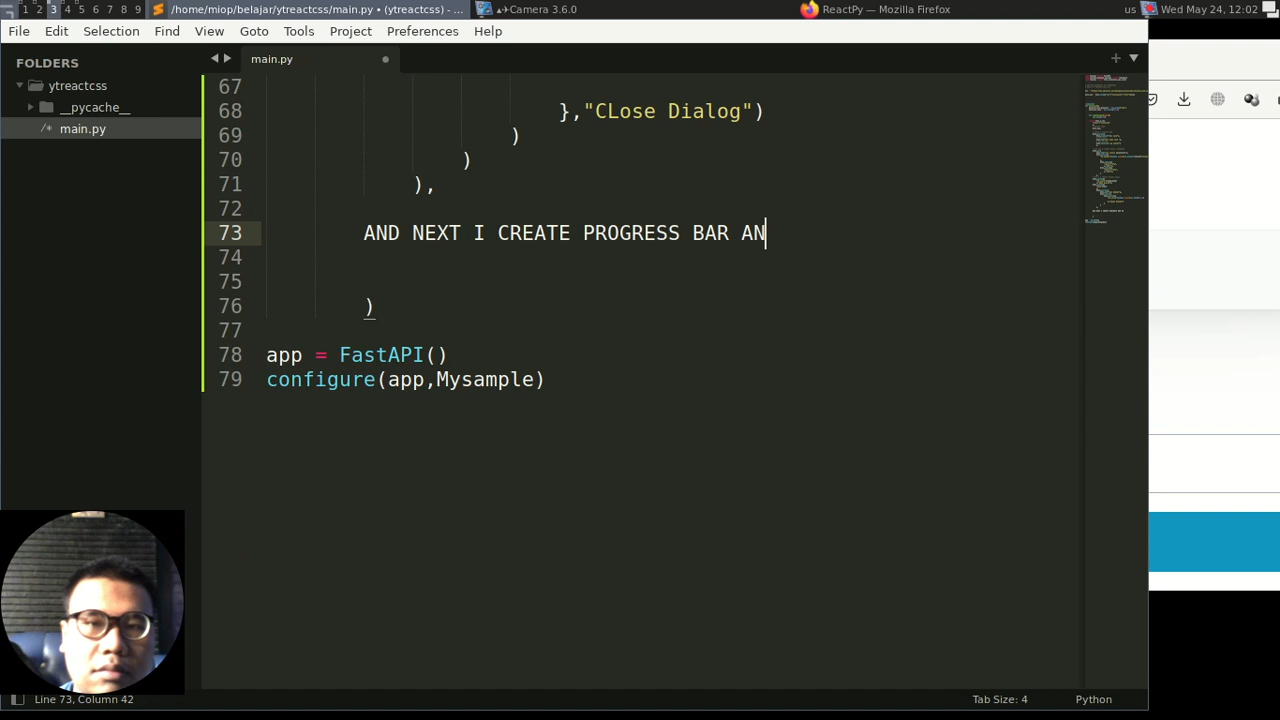 1 2 3 4 5 6 7 8 9
/home/miop/belajar/ytreactcss/main.py • (ytreactcss) - ...
Camera 3.6.0
ReactPy — Mozilla Firefox
us
Wed May 24, 12:02
File Edit Selection Find View Goto Tools Project Preferences Help
FOLDERS
ytreactcss
__pycache__
/* main.py
main.py
67
68 },"CLose Dialog")
69 )
70 )
71 ),
72
73 AND NEXT I CREATE PROGRESS BAR AN
74
75
76 )
77
78 app = FastAPI()
79 configure(app,Mysample)
Line 73, Column 42
Tab Size: 4
Python